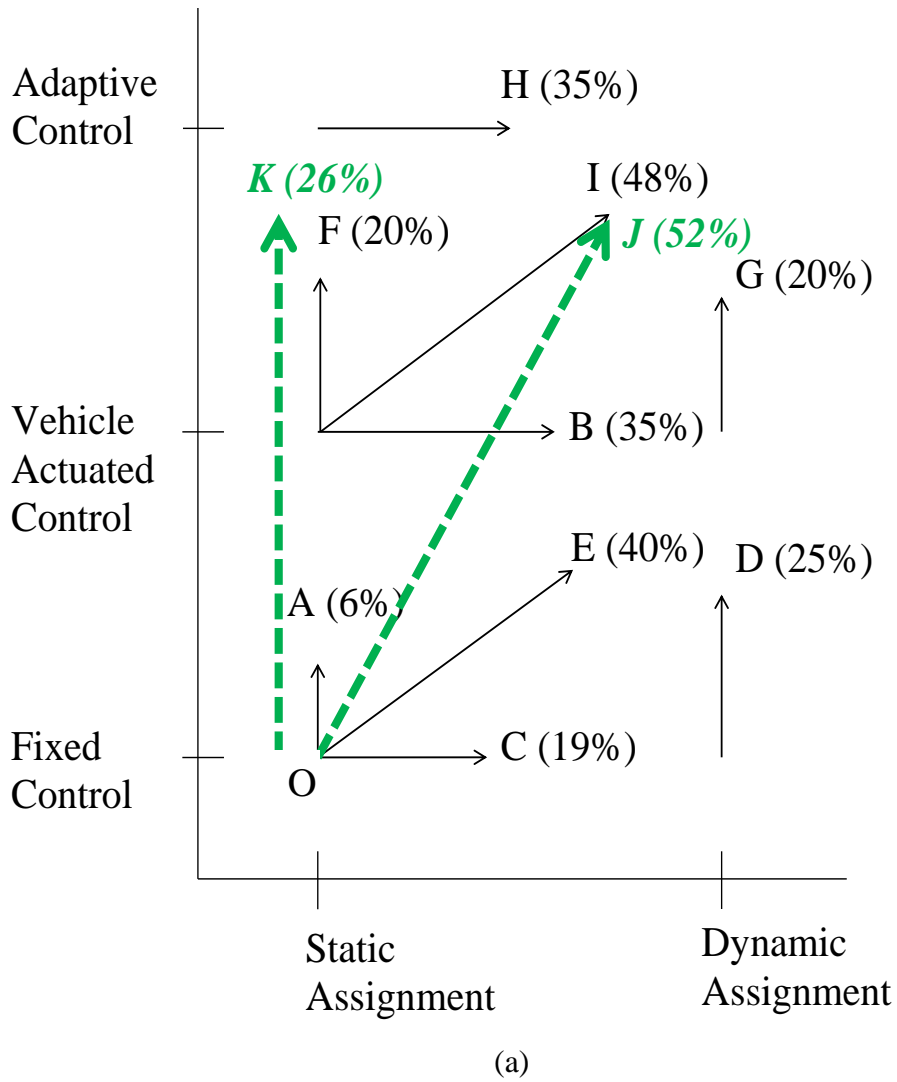 Adaptive
Control
H (35%)
K (26%)
I (48%)
F (20%)
J (52%)
G (20%)
Vehicle
Actuated
Control
B (35%)
E (40%)
D (25%)
A (6%)
Fixed
Control
C (19%)
O
Static
Assignment
Dynamic
Assignment
(a)